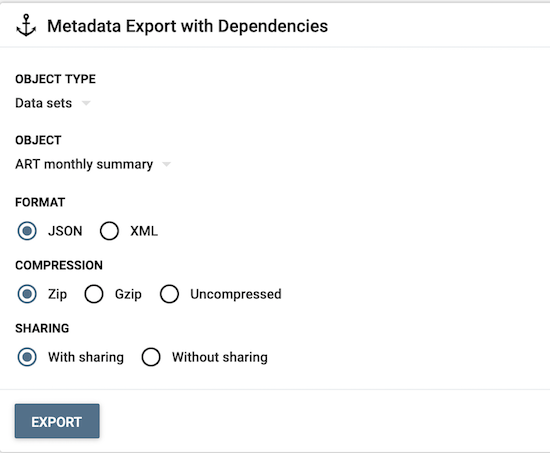 Metadata Export with Dependencies
OBJECT TYPE
Data sets
OBJECT
ART monthly summary
FORMAT
JSON XML
COMPRESSION
Zip Gzip Uncompressed
SHARING
With sharing Without sharing
EXPORT